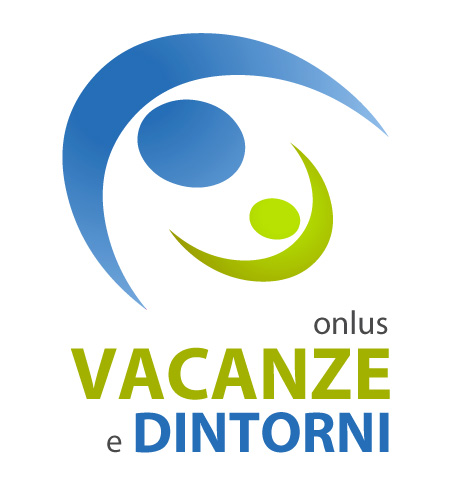 onlus
VACANZE
e DINTORNI